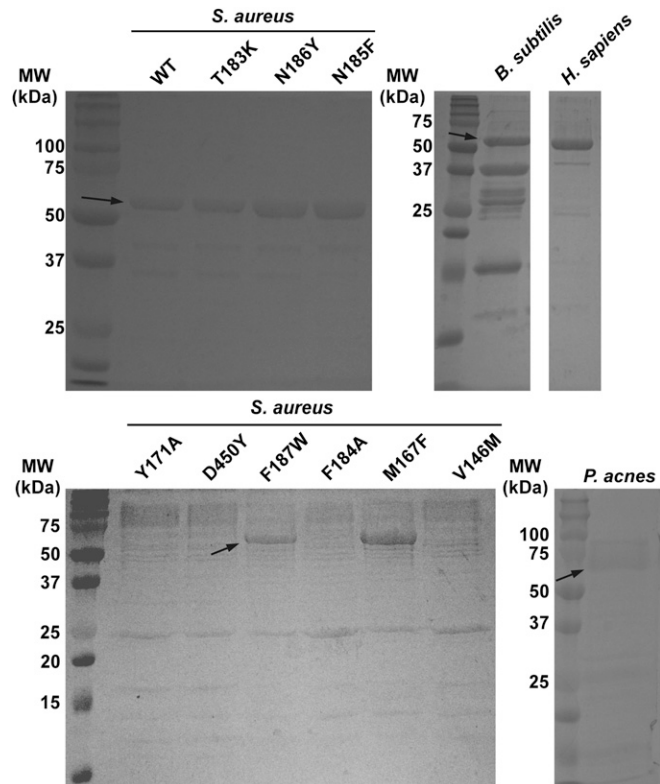 S. aureus
WT T183K N186Y N185F
MW
(kDa)
100
75
50
37
25
B. subtilis H. sapiens
MW
(kDa)
75
50
37
25
S. aureus
Y171A D450Y F187W F184A M167F V146M
MW
(kDa)
75
50
37
25
20
15
P. acnes
MW
(kDa)
100
75
50
37
25